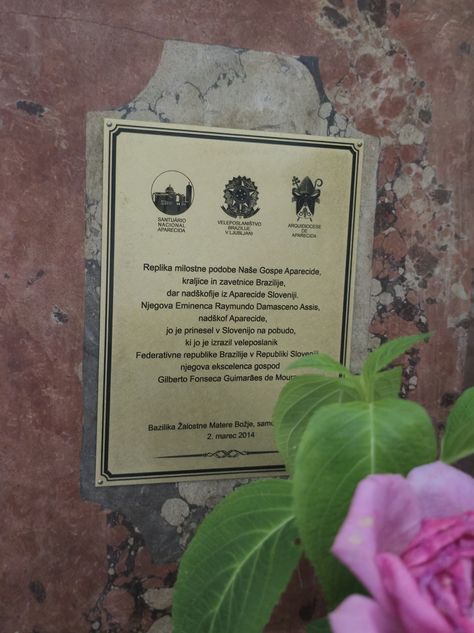 SANTUÁRIO
NACIONAL
APARECIDA
VELEPOSLANIŠTVO
BRAZILIJE
V LJUBLJANI
ARQUIDIOCESE
DE
APARECIDA
Replika milostne podobe Naše Gospe Aparecide,
kraljice in zavetnice Brazilije,
dar nadškofije iz Aparecide Sloveniji.
Njegova Eminenca Raymundo Damasceno Assis,
nadškof Aparecide,
jo je prinesel v Slovenijo na pobudo,
ki jo je izrazil veleposlanik
Federativne republike Brazilije v Republiki Sloveniji
njegova ekscelenca gospod
Gilberto Fonseca Guimarães de
Bazilika Žalostne Matere Božje,
2. marec 2014